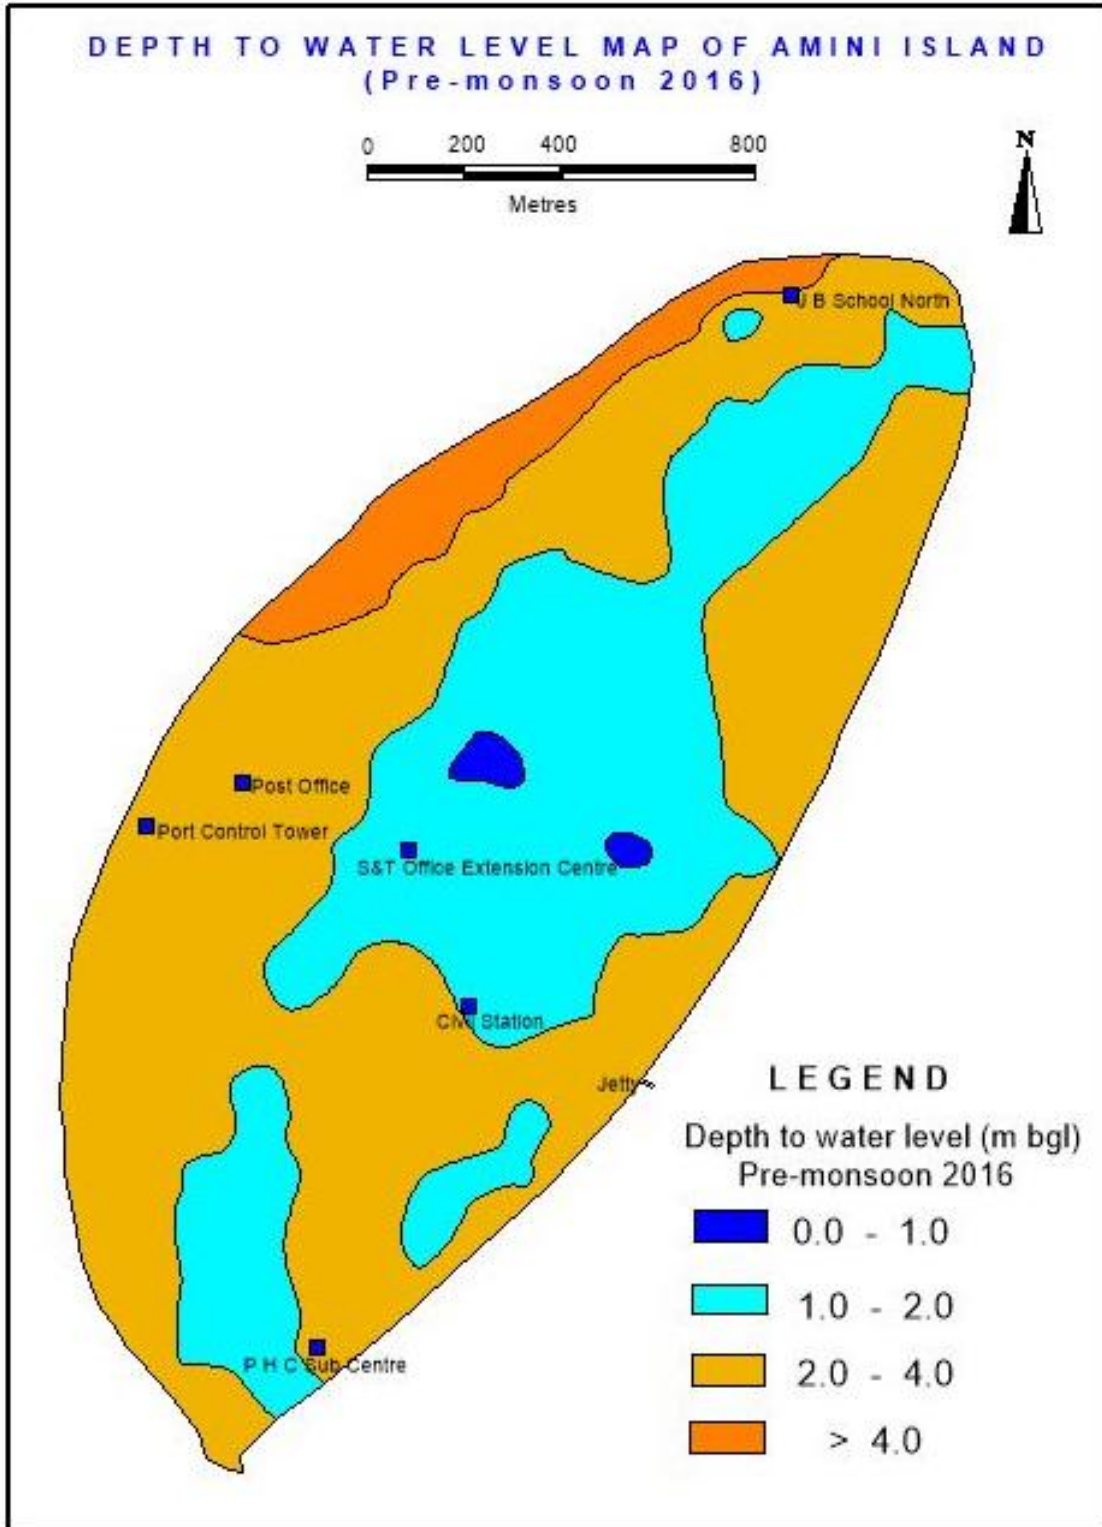 DEPTH TO WATER LEVEL MAP OF AMINI ISLAND
(Pre-monsoon 2016)
0 200 400 800
Metres
N
J B School North
Post Office
Port Control Tower
S&T Office Extension Centre
Civil Station
Jetty
P H C Sub Centre
LEGEND
Depth to water level (m bgl)
Pre-monsoon 2016
0.0 - 1.0
1.0 - 2.0
2.0 - 4.0
> 4.0